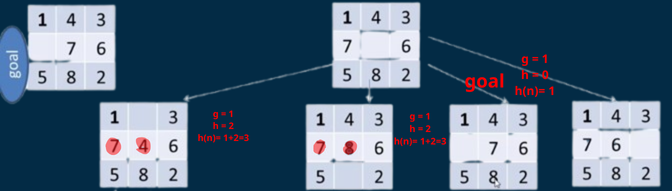 goal
1 4 3
7 6
5 8 2
1 4 3
7 6
5 8 2
g = 1
h = 0
h(n)= 1
goal
1 3
7 4 6
5 8 2
g = 1
h = 2
h(n)= 1+2=3
1 4 3
7 8 6
5 2
g = 1
h = 2
h(n)= 1+2=3
1 4 3
7 6
5 8 2
1 4 3
7 6
5 8 2